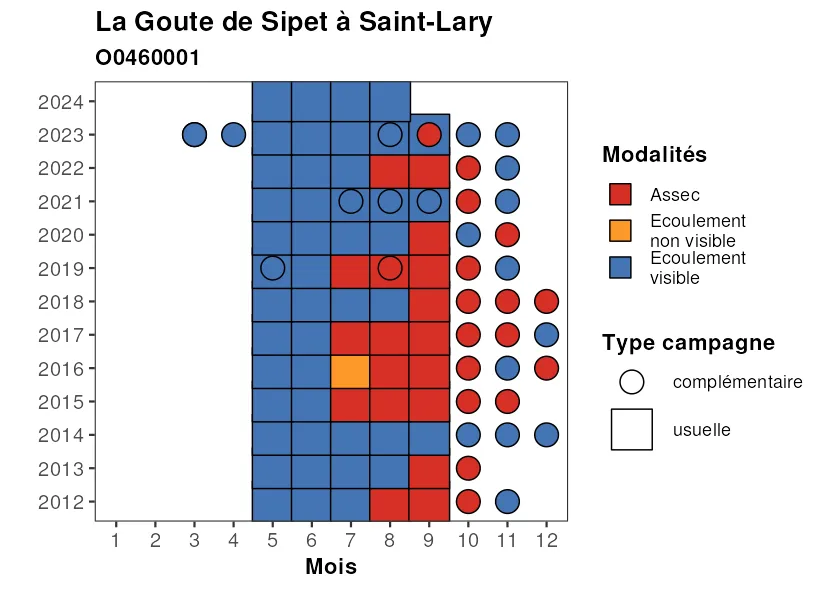 La Goute de Sipet à Saint-Lary
O0460001
2024
2023
2022
2021
2020
2019
2018
2017
2016
2015
2014
2013
2012
1 2 3 4 5 6 7 8 9 10 11 12
Mois
Modalités
Assec
Ecoulement
non visible
Ecoulement
visible
Type campagne
complémentaire
usuelle